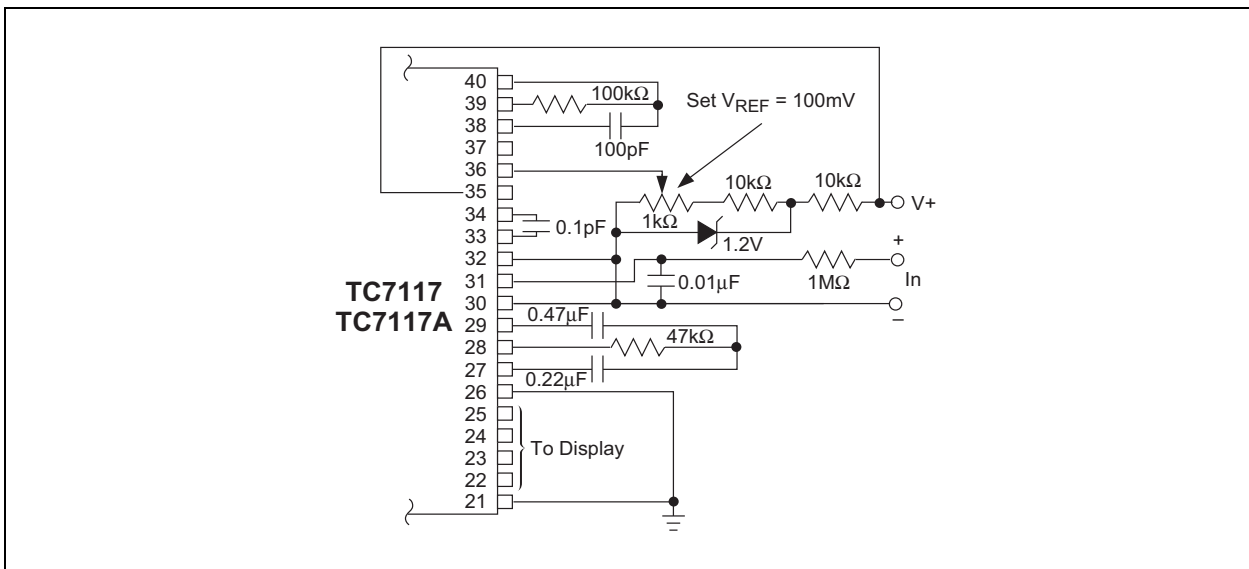 40
39
38
37
36
35
34
33
32
31
30
29
28
27
26
25
24
23
22
21
TC7117
TC7117A
100kΩ
100pF
Set VREF = 100mV
10kΩ
10kΩ
V+
1kΩ
1.2V
0.1pF
+
1MΩ
In
–
0.01μF
0.47μF
47kΩ
0.22μF
To Display